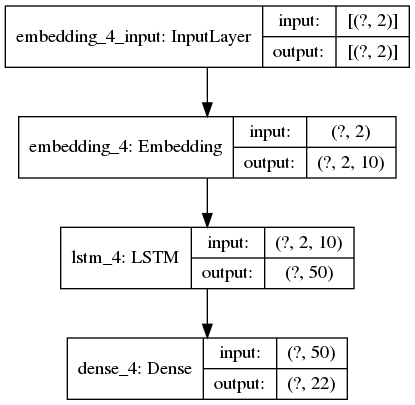 embedding_4_input: InputLayer
input: [(?, 2)]
output: [(?, 2)]
embedding_4: Embedding
input: (?, 2)
output: (?, 2, 10)
lstm_4: LSTM
input: (?, 2, 10)
output: (?, 50)
dense_4: Dense
input: (?, 50)
output: (?, 22)